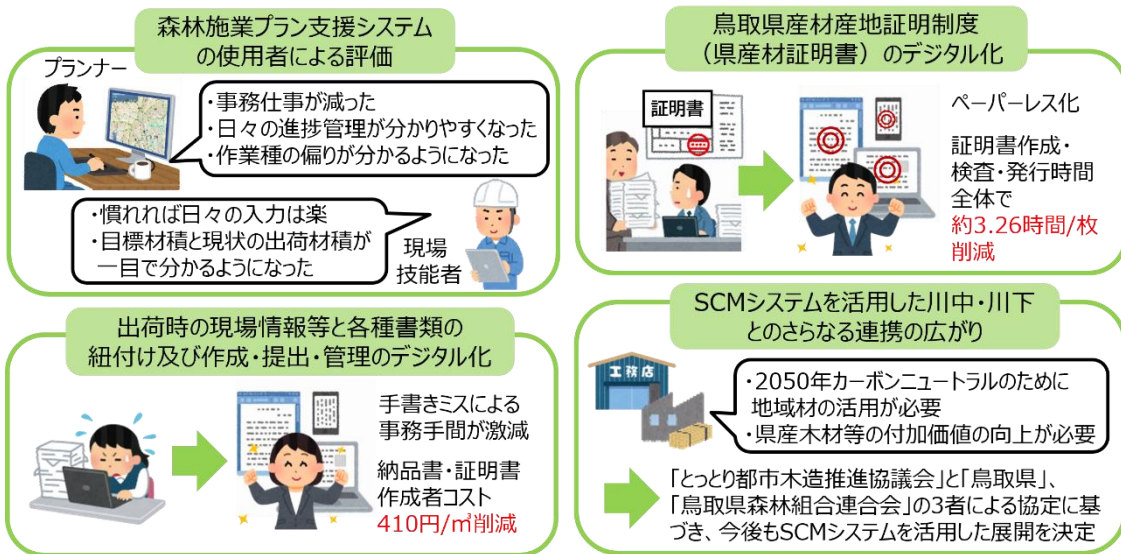 森林施業プラン支援システム
の使用者による評価
プランナー
・事務仕事が減った
・日々の進捗管理が分かりやすくなった
・作業種の偏りが分かるようになった
・慣れれば日々の入力は楽
・目標材積と現状の出荷材積が
一目で分かるようになった
現場
技能者
鳥取県産材産地証明制度
（県産材証明書）のデジタル化
証明書
ペーパーレス化
証明書作成・
検査・発行時間
全体で
約3.26時間/枚
削減
出荷時の現場情報等と各種書類の
紐付け及び作成・提出・管理のデジタル化
手書きミスによる
事務手間が激減
納品書・証明書
作成者コスト
410円/㎥削減
SCMシステムを活用した川中・川下
とのさらなる連携の広がり
工務店
・2050年カーボンニュートラルのために
地域材の活用が必要
・県産木材等の付加価値の向上が必要
「とっとり都市木造推進協議会」と「鳥取県」、
「鳥取県森林組合連合会」の3者による協定に基
づき、今後もSCMシステムを活用した展開を決定